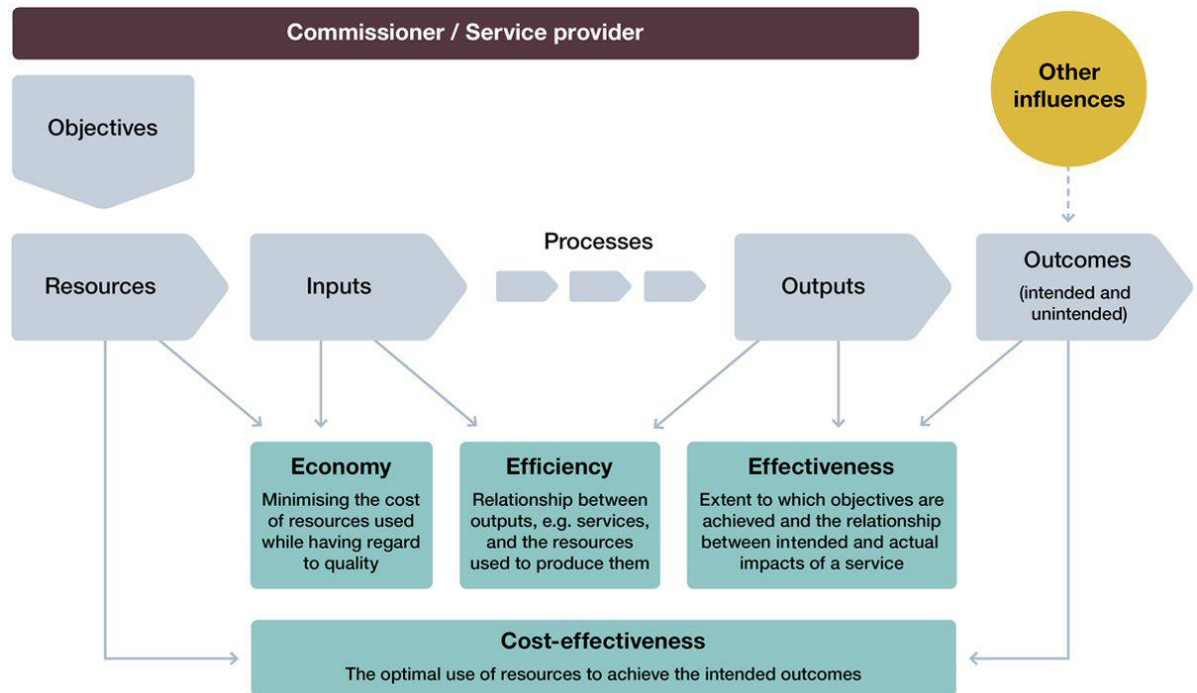 Commissioner / Service provider
Other
influences
Objectives
Resources
Inputs
Processes
Outputs
Outcomes
(intended and
unintended)
Economy
Minimising the cost
of resources used
while having regard
to quality
Efficiency
Relationship between
outputs, e.g. services,
and the resources
used to produce them
Effectiveness
Extent to which objectives are
achieved and the relationship
between intended and actual
impacts of a service
Cost-effectiveness
The optimal use of resources to achieve the intended outcomes